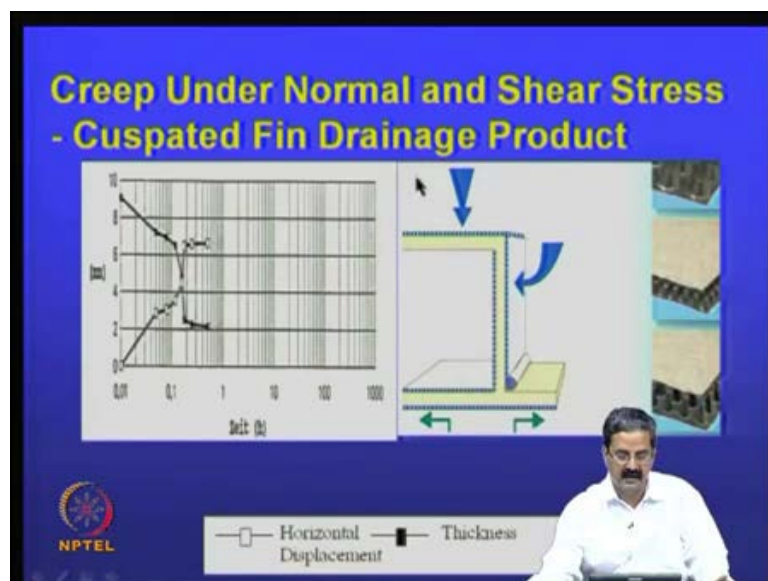 Creep Under Normal and Shear Stress
- Cuspated Fin Drainage Product
10
8
6
4
2
0
0,01 0,1 1 10 100 1000
Zeit (h)
Horizontal Displacement
Thickness
NPTEL